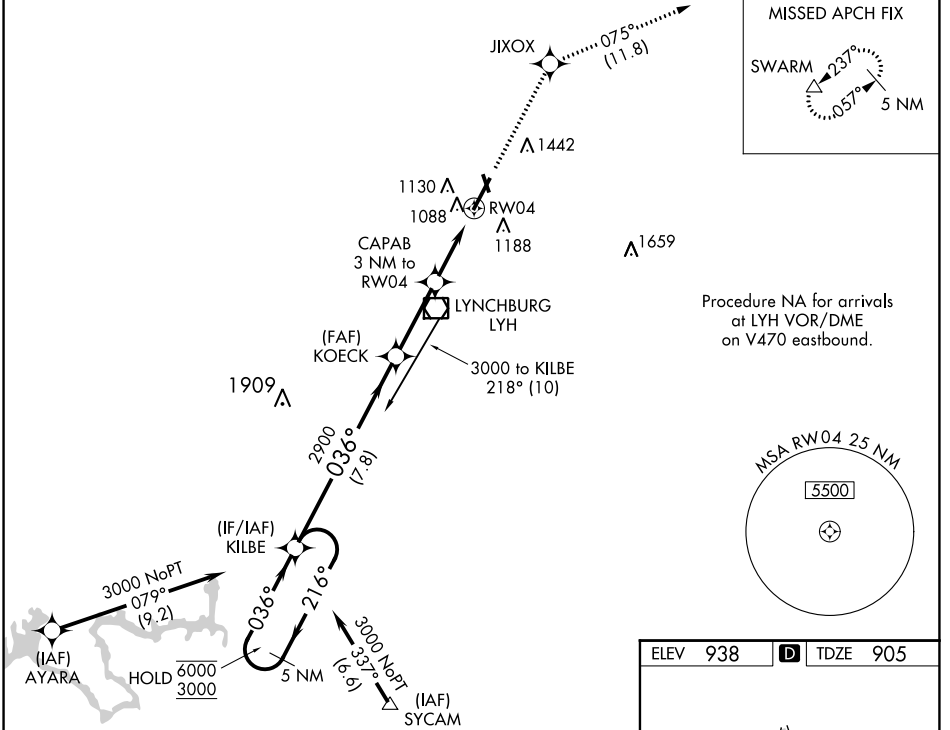 MISSED APCH FIX
SWARM
237°
057°
5 NM
JIXOX
075°
(11.8)
1442
1130
1088
RW04
1188
1659
CAPAB
3 NM to
RW04
LYNCHBURG
LYH
Procedure NA for arrivals
at LYH VOR/DME
on V470 eastbound.
(FAF)
KOECK
3000 to KILBE
218° (10)
1909
2900
036°
(7.8)
MSA RW04 25 NM
5500
(IF/IAF)
KILBE
3000 NoPT
079°
(9.2)
036°
216°
(IAF)
AYARA
HOLD
6000
3000
5 NM
3000 NoPT
337°
(6.6)
(IAF)
SYCAM
ELEV 938 D TDZE 905